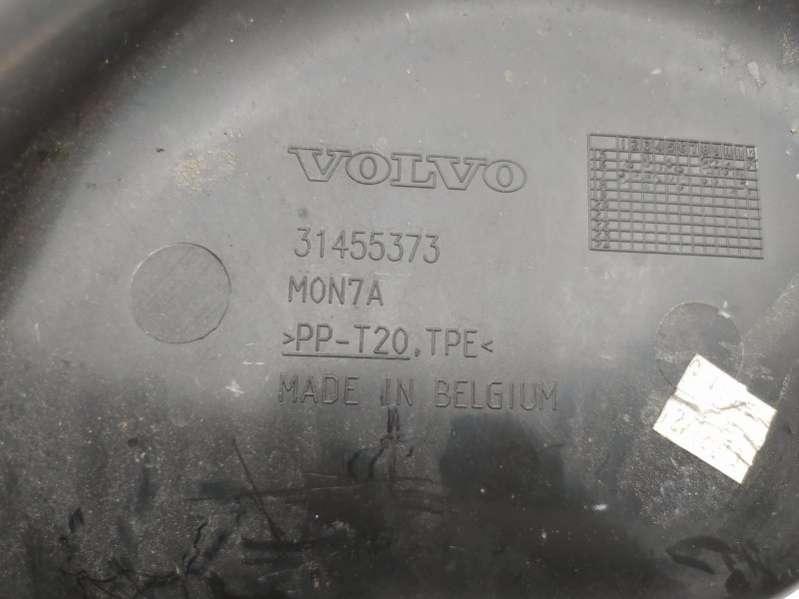 VOLVO
31455373
MON7A
>PP-T20, TPE<
MADE IN BELGIUM